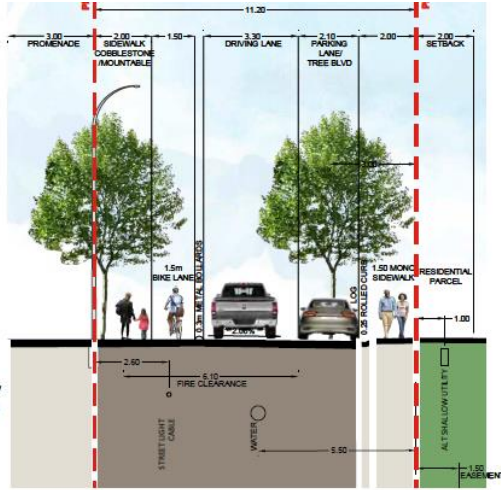 11.20
3.00
2.00
1.50
3.30
2.10
2.00
2.00
PROMENADE
SIDEWALK
COBBLESTONE
/MOUNTABLE
DRIVING LANE
PARKING
LANE/
TREE BLVD
SETBACK
1.5m
BIKE LANE
0.3m METAL BOLLARDS
LOG
0.25 ROLLED CURB
1.50 MONO
SIDEWALK
RESIDENTIAL
PARCEL
1.00
2.00%
2.60
6.10
FIRE CLEARANCE
STREET LIGHT
CABLE
WATER
5.50
ALT SHALLOW UTILITY
1.50
EASEMENT